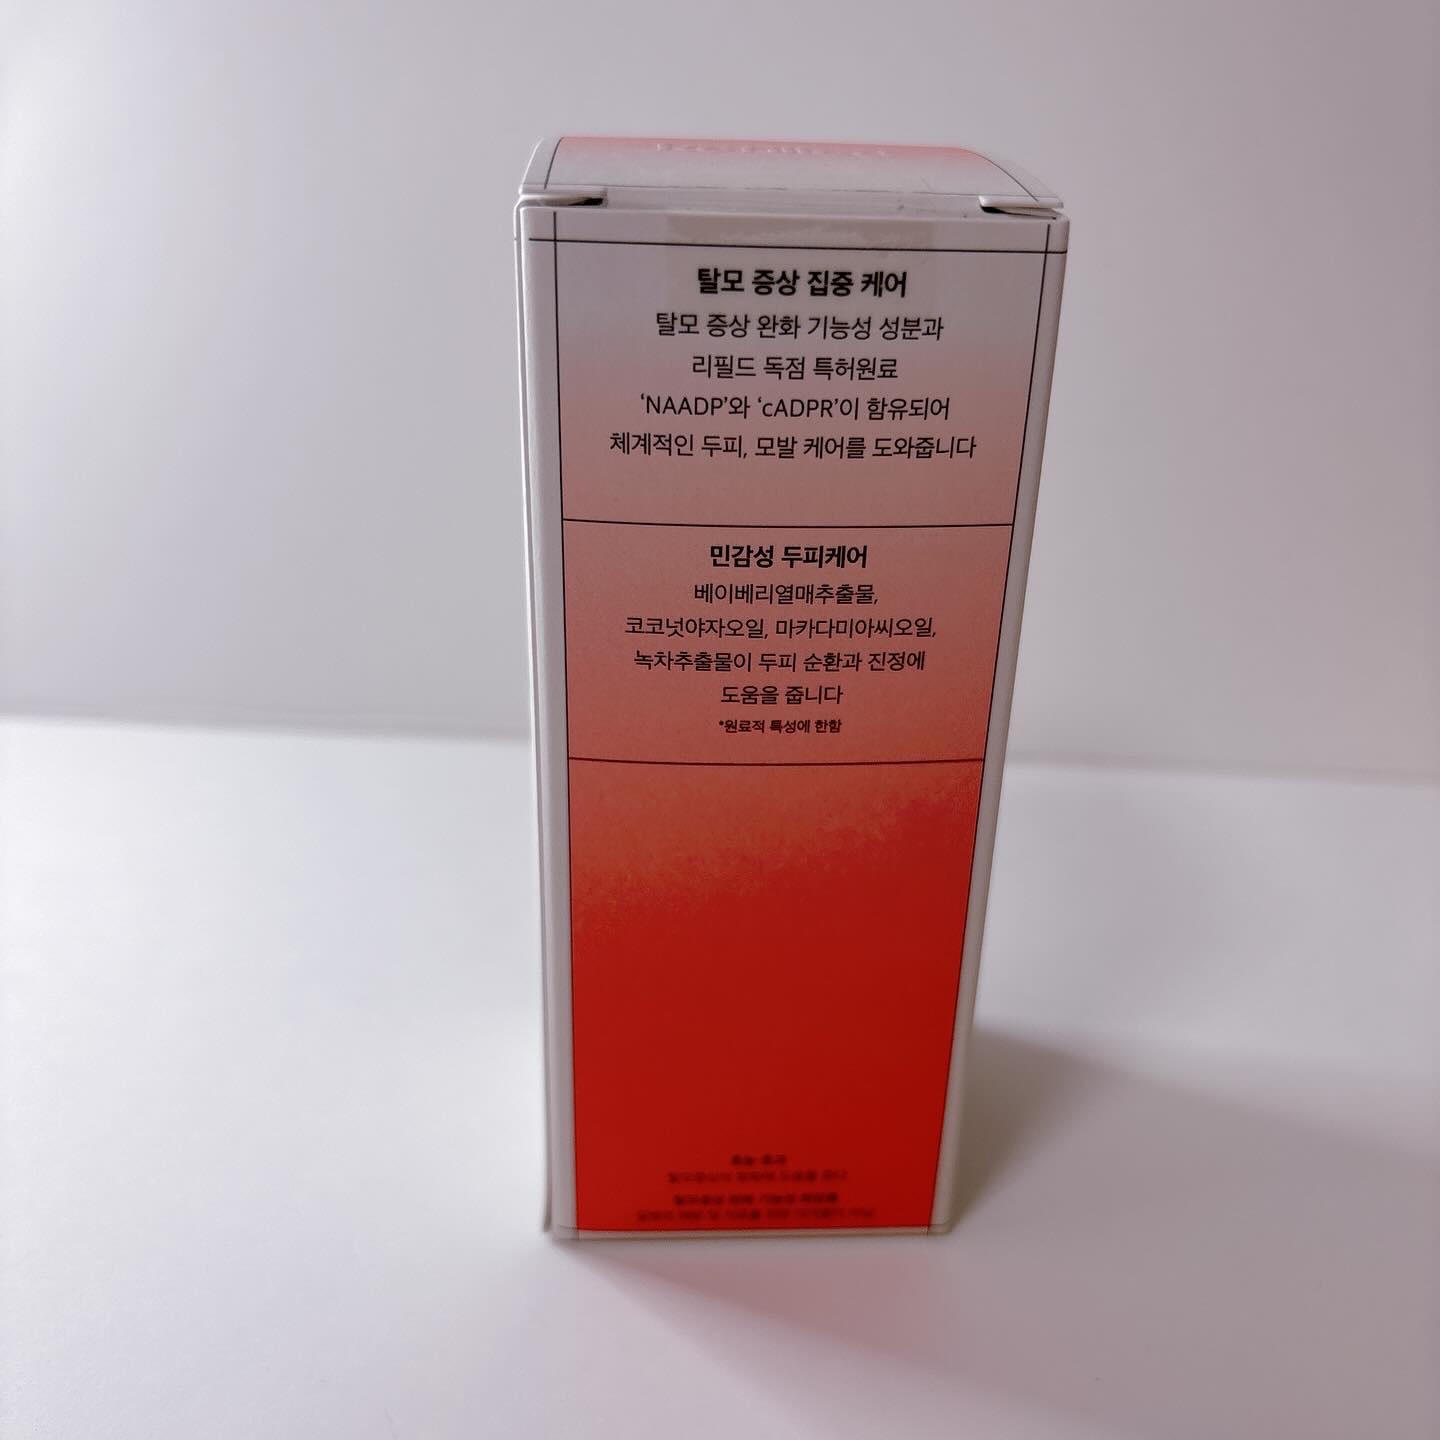 탈모 증상 집중 케어
탈모 증상 완화 기능성 성분과
리필드 독점 특허원료
‘NAADP’와 ‘cADPR’이 함유되어
체계적인 두피, 모발 케어를 도와줍니다
민감성 두피케어
베이베리열매추출물,
코코넛야자오일, 마카다미아씨오일,
녹차추출물이 두피 순환과 진정에
도움을 줍니다
*원료적 특성에 한함